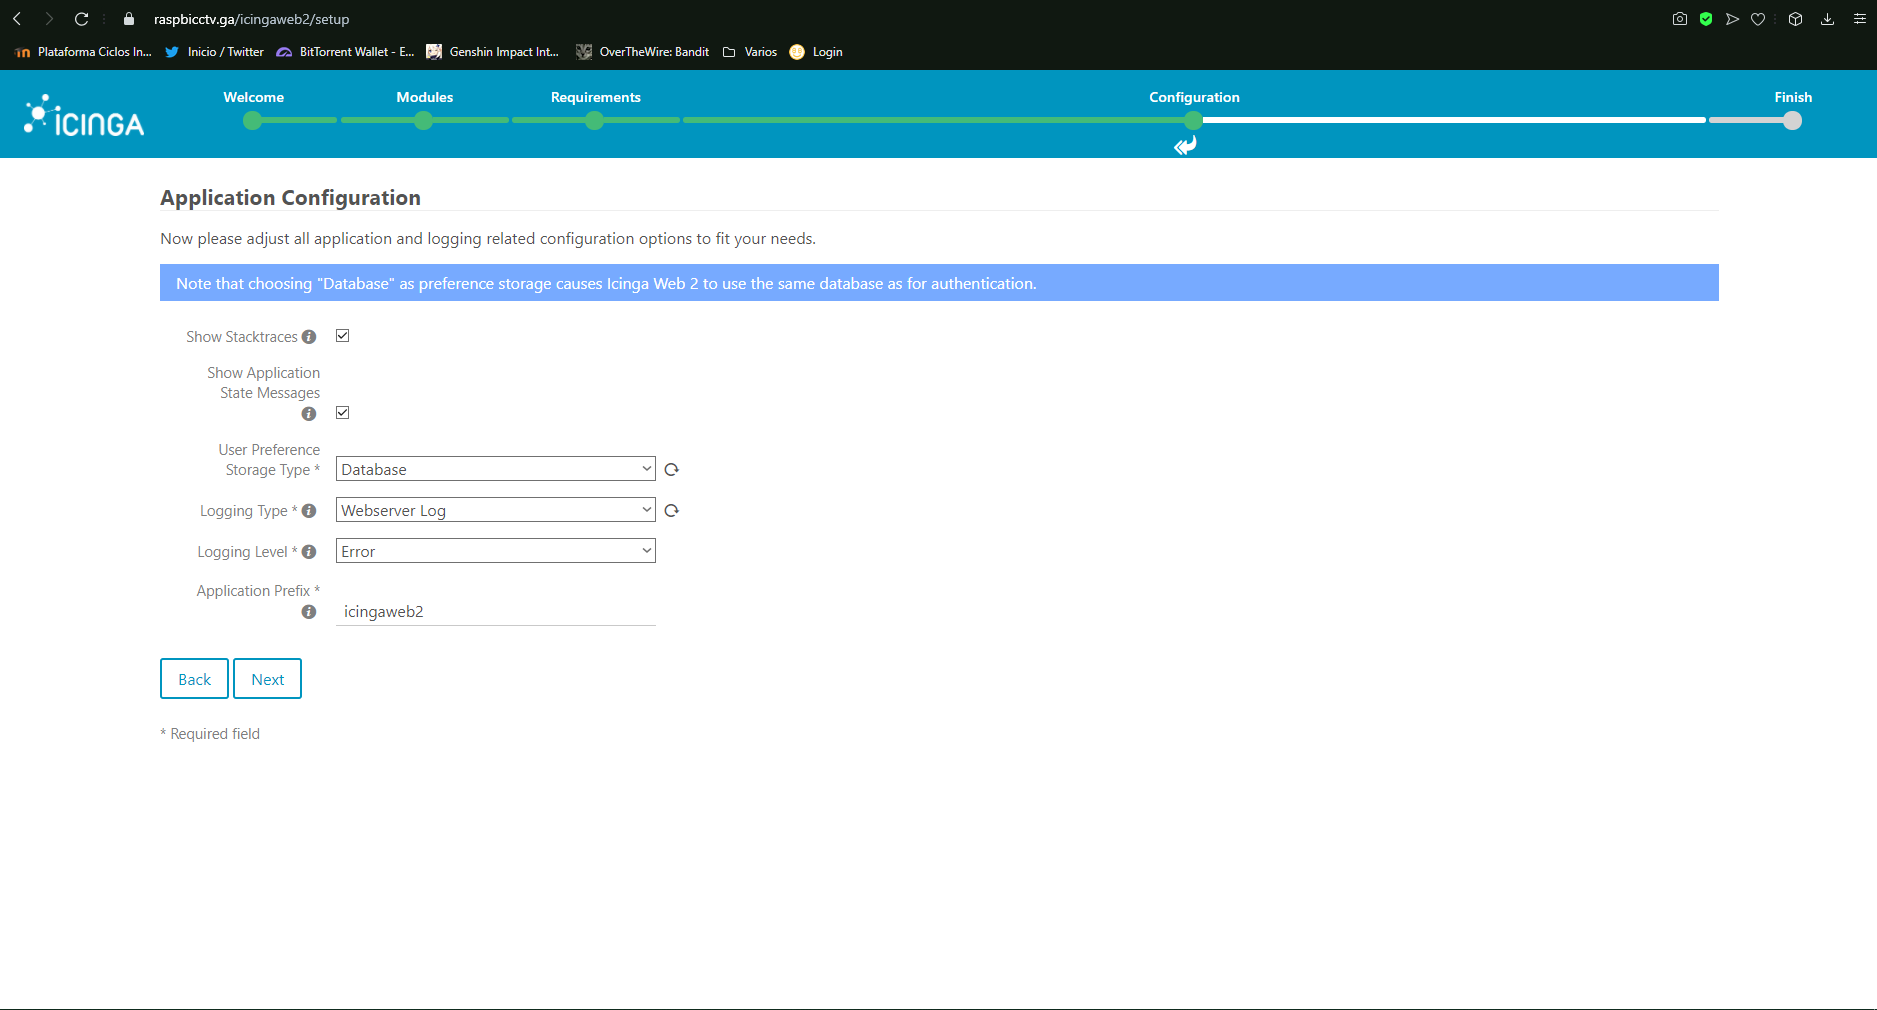 raspbicctv.ga/icingaweb2/setup
Plataforma Ciclos In... Inicio / Twitter BitTorrent Wallet - E... Genshin Impact Int... OverTheWire: Bandit Varios Login
ICINGA
Welcome Modules Requirements Configuration Finish
Application Configuration
Now please adjust all application and logging related configuration options to fit your needs.
Note that choosing "Database" as preference storage causes Icinga Web 2 to use the same database as for authentication.
Show Stacktraces
Show Application
State Messages
User Preference
Storage Type * Database
Logging Type * Webserver Log
Logging Level * Error
Application Prefix *
icingaweb2
Back Next
* Required field